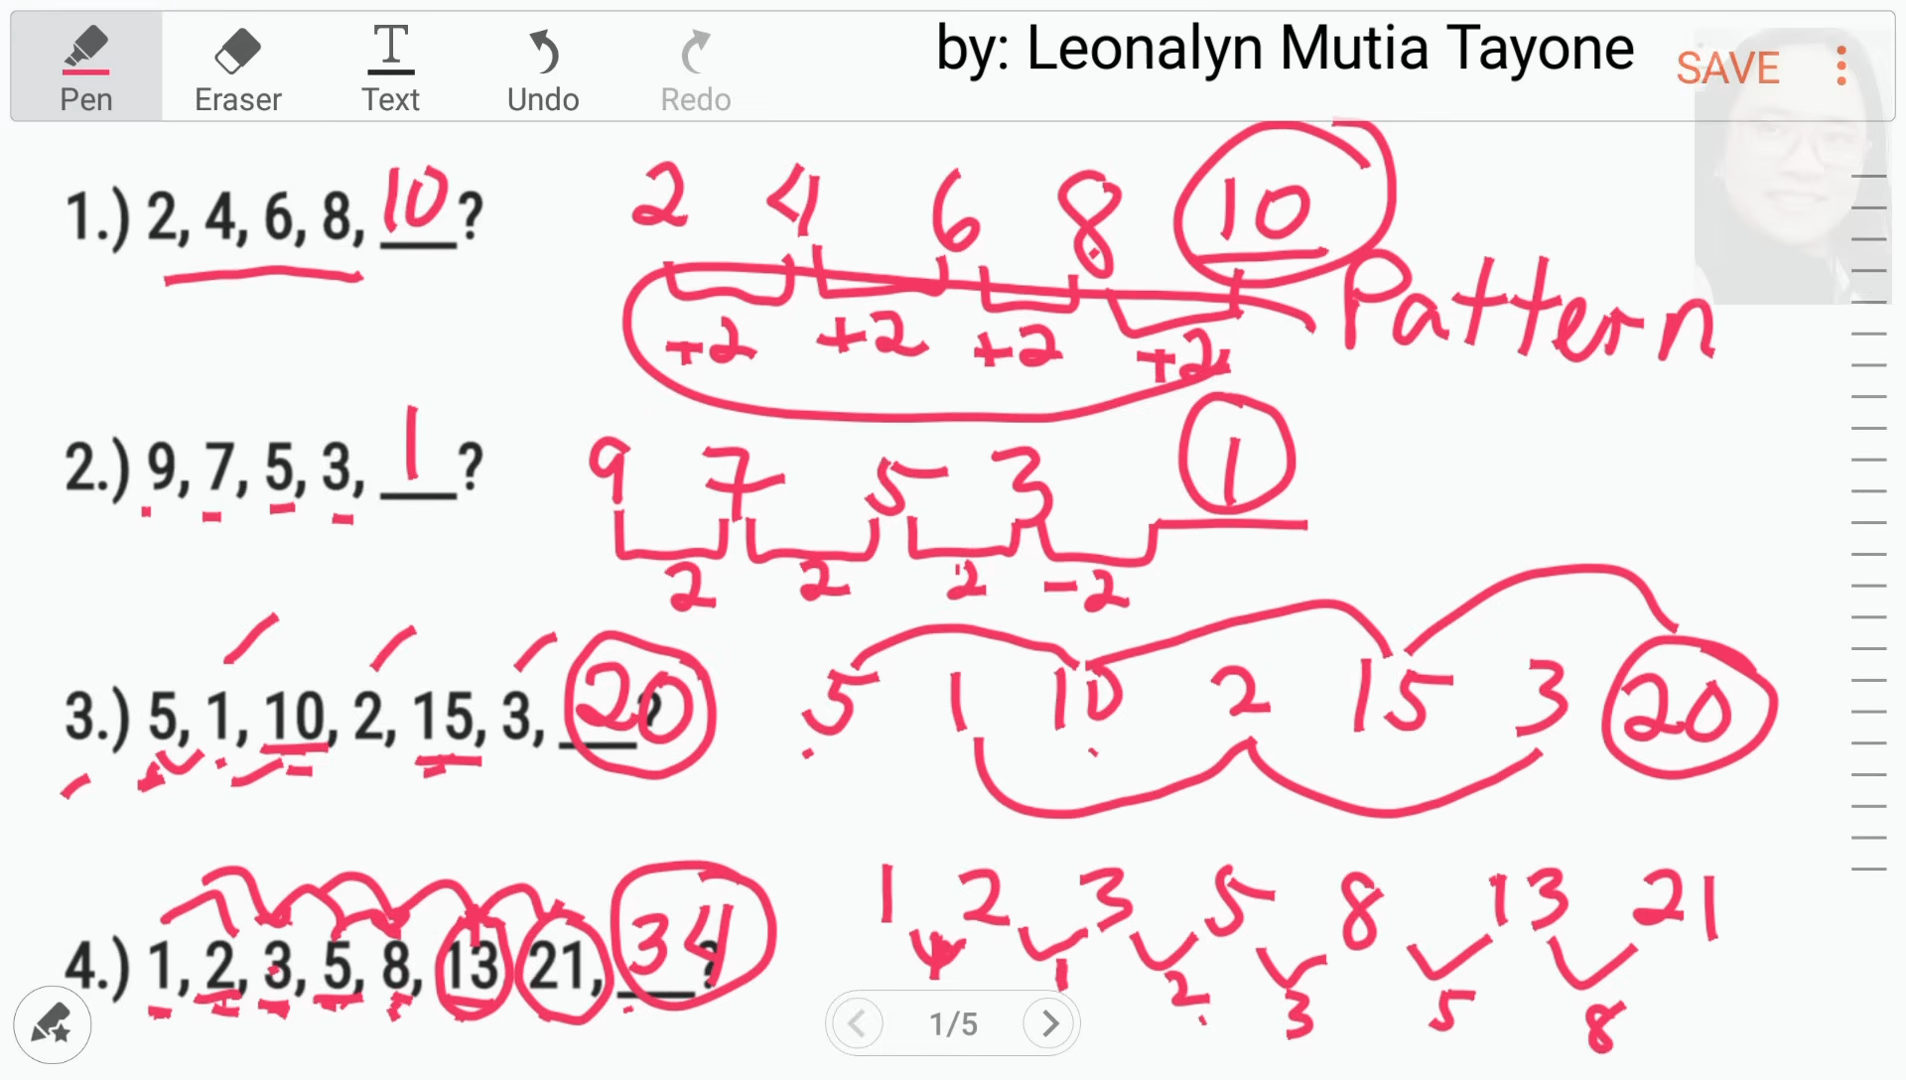 by: Leonalyn Mutia Tayone
SAVE
Pen Eraser Text Undo Redo
1.) 2, 4, 6, 8, 10 ?
2 4 6 8 10
+2 +2 +2 +2
Pattern
2.) 9, 7, 5, 3, 1 ?
9 7 5 3 1
2 2 2 -2
3.) 5, 1, 10, 2, 15, 3, 20 ?
5 1 10 2 15 3 20
4.) 1, 2, 3, 5, 8, 13 21, 34 ?
1 2 3 5 8 13 21
1 2 3 5 8
1/5